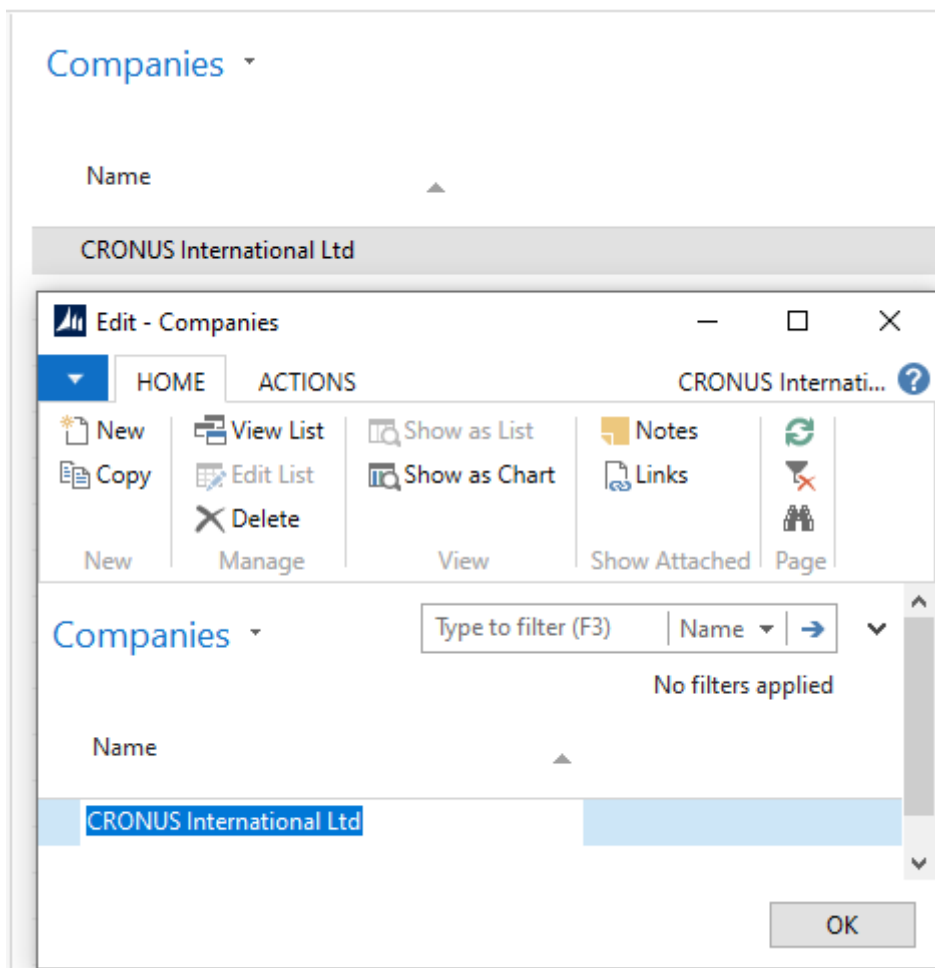 Companies
Name
CRONUS International Ltd
Edit - Companies
HOME ACTIONS CRONUS Internati... ?
New View List Show as List Notes
Copy Edit List Show as Chart Links
Delete
New Manage View Show Attached Page
Companies Type to filter (F3) Name
No filters applied
Name
CRONUS International Ltd
OK